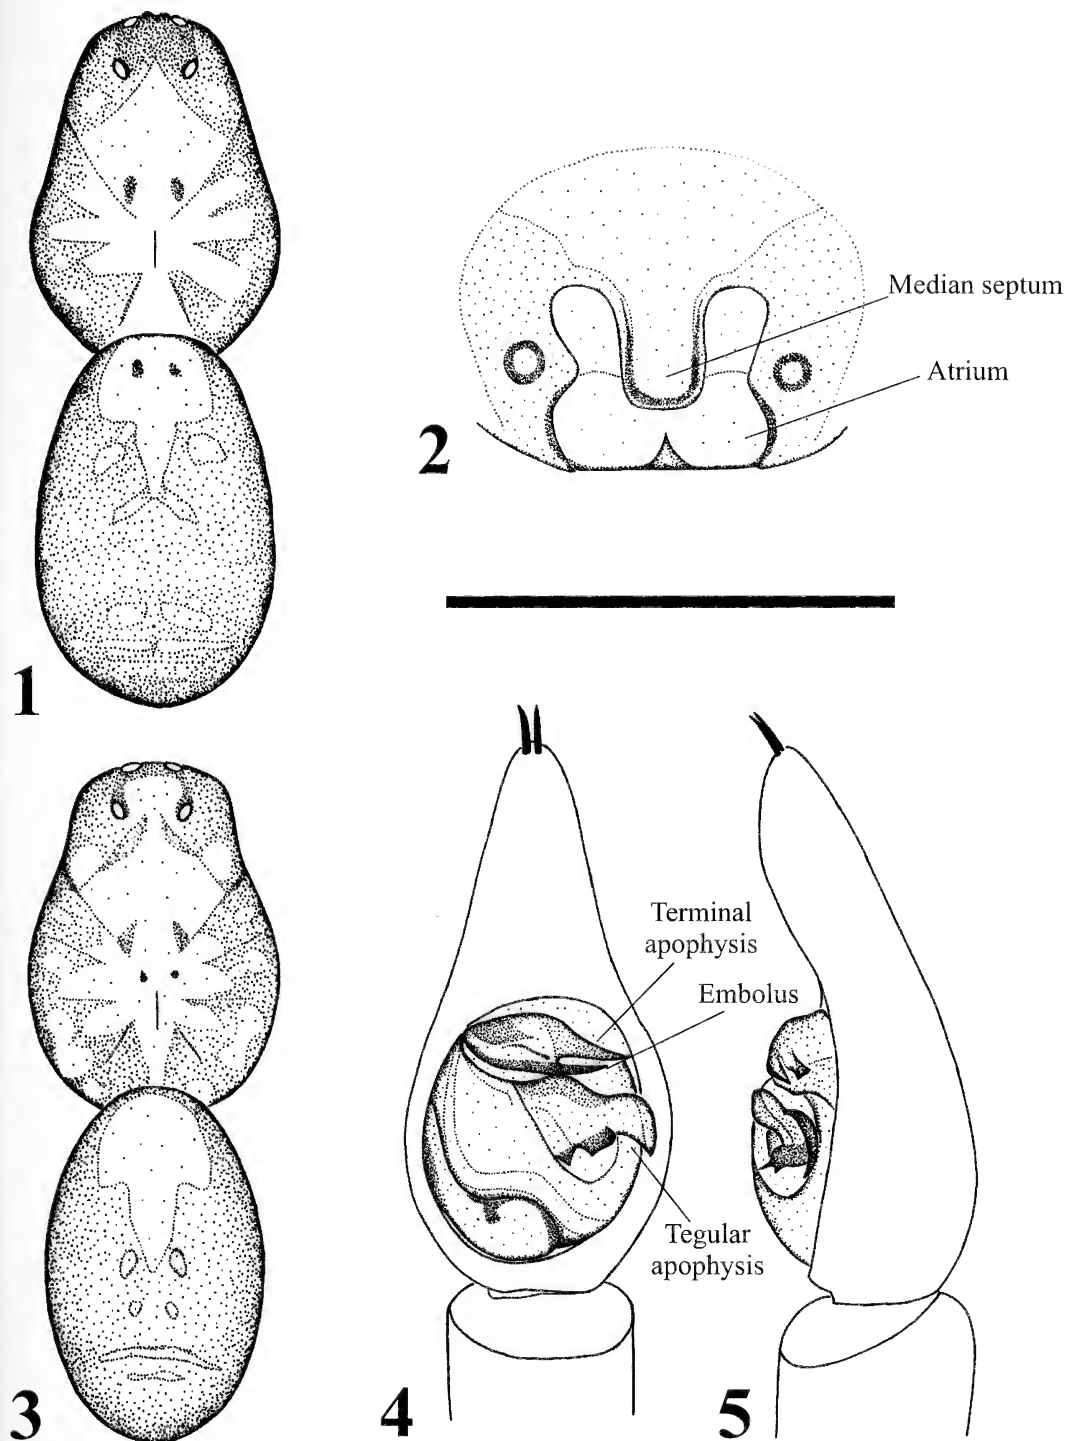 Median septum
Atrium
2
1
Terminal
apophysis
Embolus
Tegular
apophysis
3
4
5